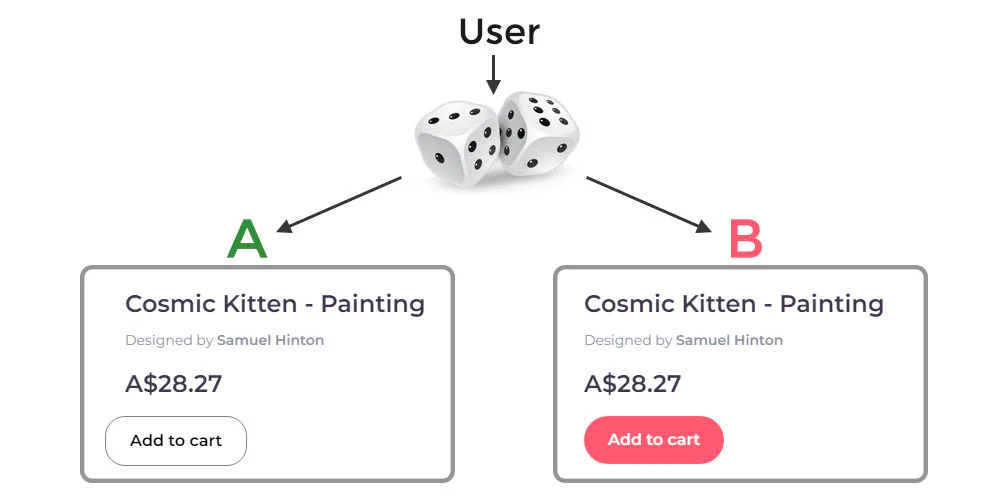 User
A
B
Cosmic Kitten - Painting
Designed by Samuel Hinton
A$28.27
Add to cart
Cosmic Kitten - Painting
Designed by Samuel Hinton
A$28.27
Add to cart